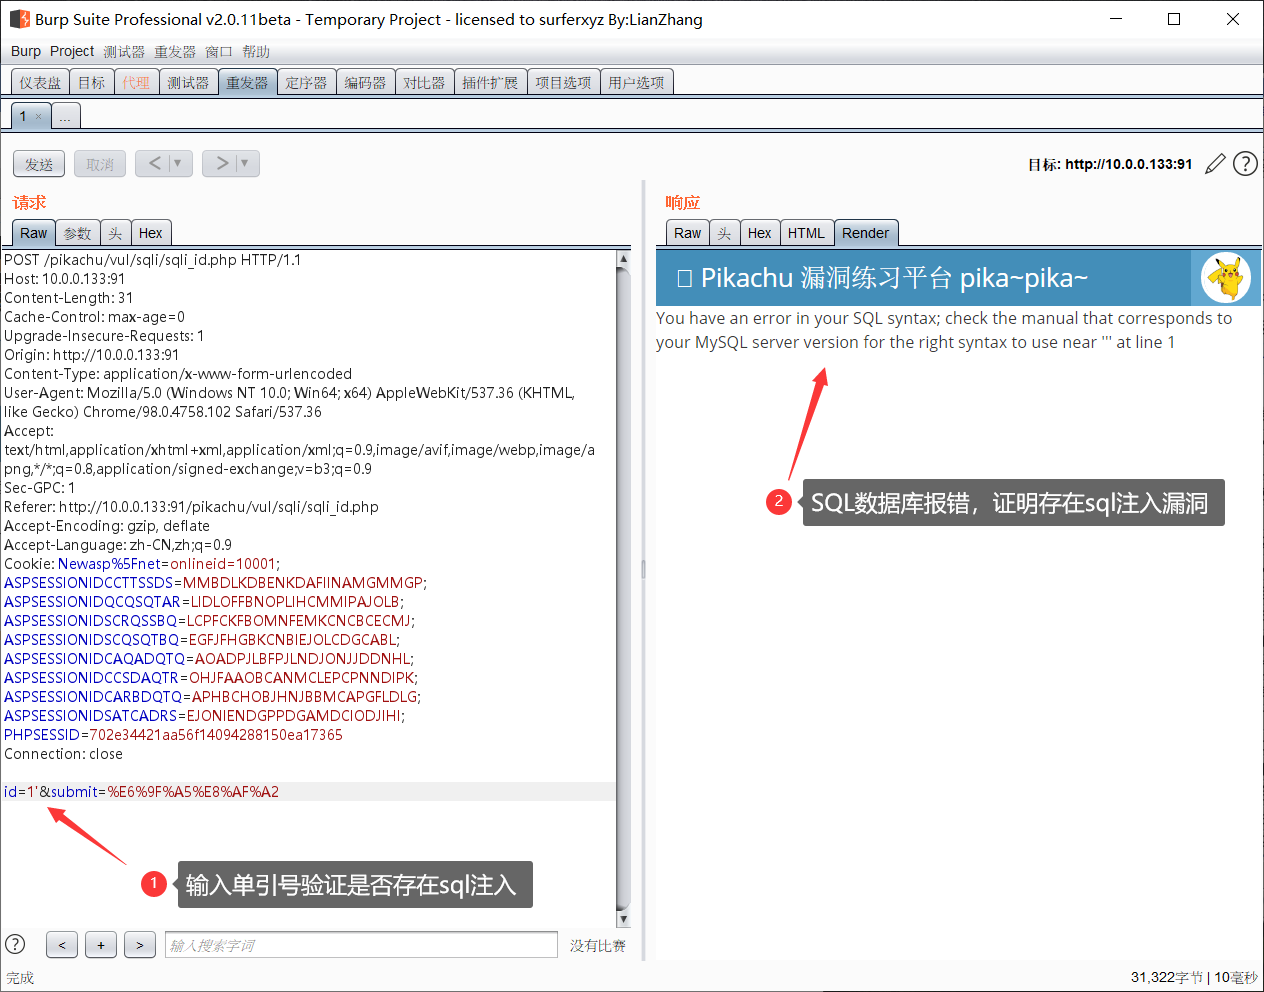 Burp Suite Professional v2.0.11beta - Temporary Project - licensed to surferxyz By:LianZhang
Burp Project 测试器 重发器 窗口 帮助
仪表盘 目标 代理 测试器 重发器 定序器 编码器 对比器 插件扩展 项目选项 用户选项
1 × ...
发送 取消 < ▼ > ▼ 目标: http://10.0.0.133:91 ?
请求
Raw 参数 头 Hex
POST /pikachu/vul/sqli/sqli_id.php HTTP/1.1
Host: 10.0.0.133:91
Content-Length: 31
Cache-Control: max-age=0
Upgrade-Insecure-Requests: 1
Origin: http://10.0.0.133:91
Content-Type: application/x-www-form-urlencoded
User-Agent: Mozilla/5.0 (Windows NT 10.0; Win64; x64) AppleWebKit/537.36 (KHTML,
like Gecko) Chrome/98.0.4758.102 Safari/537.36
Accept:
text/html,application/xhtml+xml,application/xml;q=0.9,image/avif,image/webp,image/a
png,*/*;q=0.8,application/signed-exchange;v=b3;q=0.9
Sec-GPC: 1
Referer: http://10.0.0.133:91/pikachu/vul/sqli/sqli_id.php
Accept-Encoding: gzip, deflate
Accept-Language: zh-CN,zh;q=0.9
Cookie: Newasp%5Fnet=onlineid=10001;
ASPSESSIONIDCCTTSSDS=MMBDLKDBENKDAFIINAMGMMGP;
ASPSESSIONIDQCQSQTAR=LIDLOFFBNOPLIHCMMIPAJOLB;
ASPSESSIONIDSCRQSSBQ=LCPFCKFBOMNFEMKCNCBCECMJ;
ASPSESSIONIDSCQSQTBQ=EGFJFHGBKCNBIEJOLCDGCABL;
ASPSESSIONIDCAQADQTQ=AOADPJLBFPJLNDJONJJDDNHL;
ASPSESSIONIDCCSDAQTR=OHJFAAOBCANMCLEPCPNNDIPK;
ASPSESSIONIDCARBDQTQ=APHBCHOBJHNJBBMCAPGFLDLG;
ASPSESSIONIDSATCADRS=EJONIENDGPPDGAMDCIODJIHI;
PHPSESSID=702e34421aa56f14094288150ea17365
Connection: close
id=1'&submit=%E6%9F%A5%E8%AF%A2
1 输入单引号验证是否存在sql注入
? < + > 输入搜索字词 没有比赛
响应
Raw 头 Hex HTML Render
Pikachu 漏洞练习平台 pika~pika~
You have an error in your SQL syntax; check the manual that corresponds to
your MySQL server version for the right syntax to use near ''' at line 1
2 SQL数据库报错，证明存在sql注入漏洞
完成 31,322字节 | 10毫秒